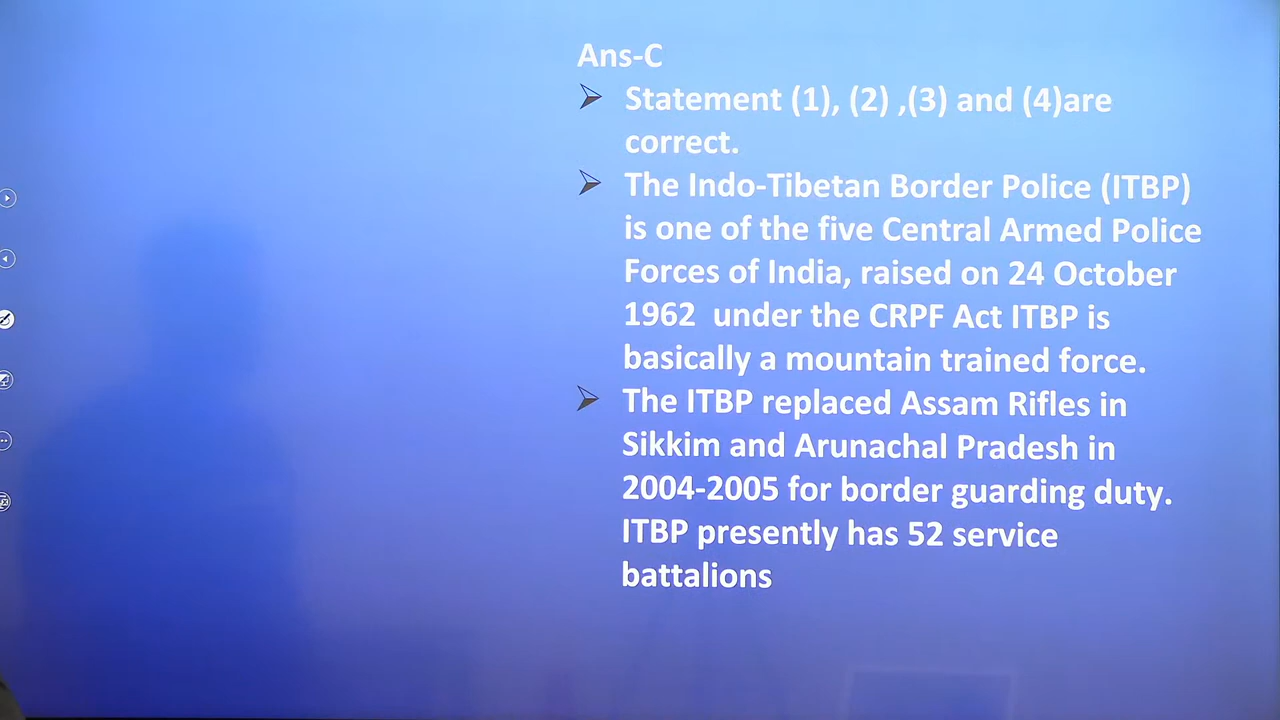 Ans-C
Statement (1), (2) ,(3) and (4)are
correct.
The Indo-Tibetan Border Police (ITBP)
is one of the five Central Armed Police
Forces of India, raised on 24 October
1962  under the CRPF Act ITBP is
basically a mountain trained force.
The ITBP replaced Assam Rifles in
Sikkim and Arunachal Pradesh in
2004-2005 for border guarding duty.
ITBP presently has 52 service
battalions